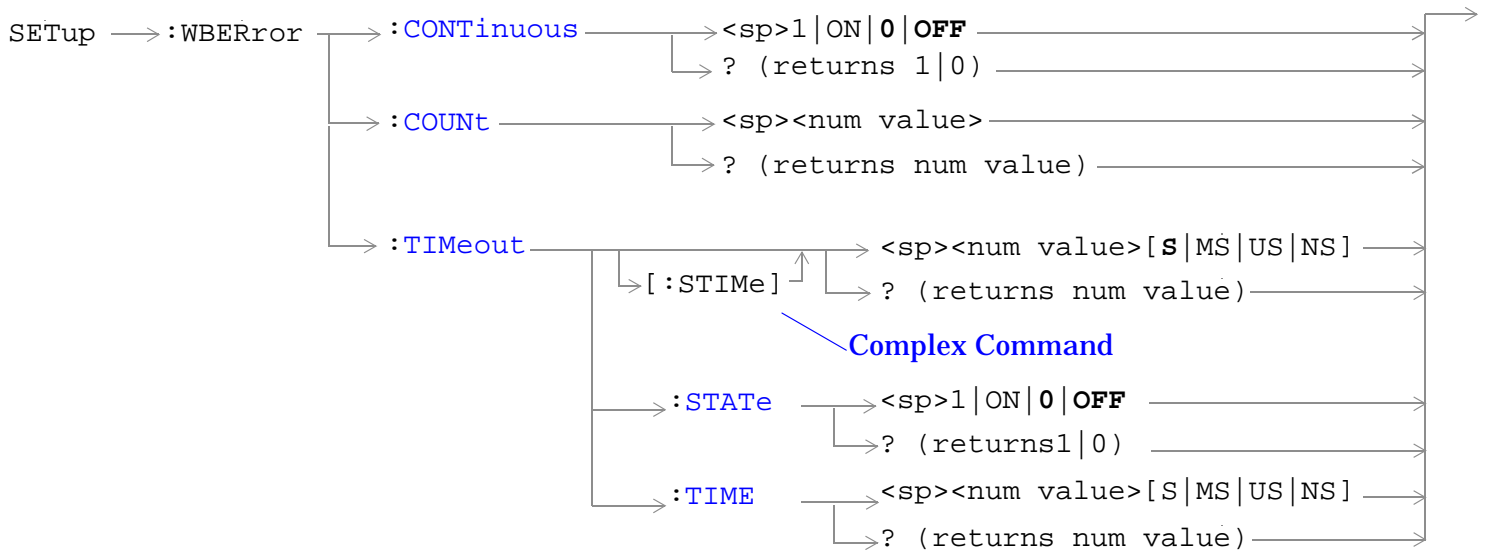 SETup :WBERror :CONTinuous <sp>1|ON|0|OFF
? (returns 1|0)
:COUNt <sp><num value>
? (returns num value)
:TIMeout <sp><num value>[S|MS|US|NS]
[:STIMe] ? (returns num value)
Complex Command
:STATe <sp>1|ON|0|OFF
? (returns1|0)
:TIME <sp><num value>[S|MS|US|NS]
? (returns num value)